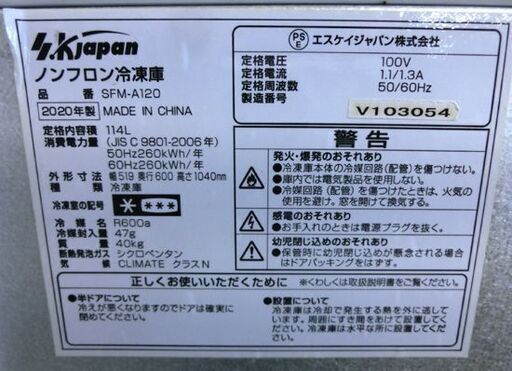 S.K Japan
ノンフロン冷凍庫
品 番 SFM-A120
2020年製 MADE IN CHINA
定格内容積 114L
消費電力量 (JIS C 9801-2006年)
50Hz260kWh/年
60Hz260kWh/年
外形寸法 幅519 奥行600 高さ1040mm
種類 冷凍庫
冷凍室の記号 * ***
冷媒 R600a
冷媒封入量 47g
質量 40kg
断熱発泡ガス シクロペンタン
気候 CLIMATE クラスN
PS
E
エスケイジャパン株式会社
定格電圧: 100V
定格電流: 1.1/1.3A
定格周波数: 50/60Hz
製造番号: V103054
警告
発火・爆発のおそれあり
●冷凍庫本体の冷媒回路(配管)を傷つけない。
●庫内では電気製品を使用しない。
●冷媒回路(配管)を傷つけたときは、火気の
使用を避け、窓を開けて換気する。
感電のおそれあり
●お手入れのときは電源プラグを抜く。
幼児閉じ込めのおそれあり
●保管時に幼児閉じ込めが懸念される場合
はドアパッキングをはずす。
正しくお使いいただくために ※くわしくは取扱説明書をご覧ください。
●半ドアについて
冷えが悪くなりますのでドアは確実に
閉めてください。
●設置について
冷凍庫は冷却で発生する熱を外に逃し
ています。周囲にすき間をあけて設置してく
ださい。冷凍庫は水平な所に設置ください。